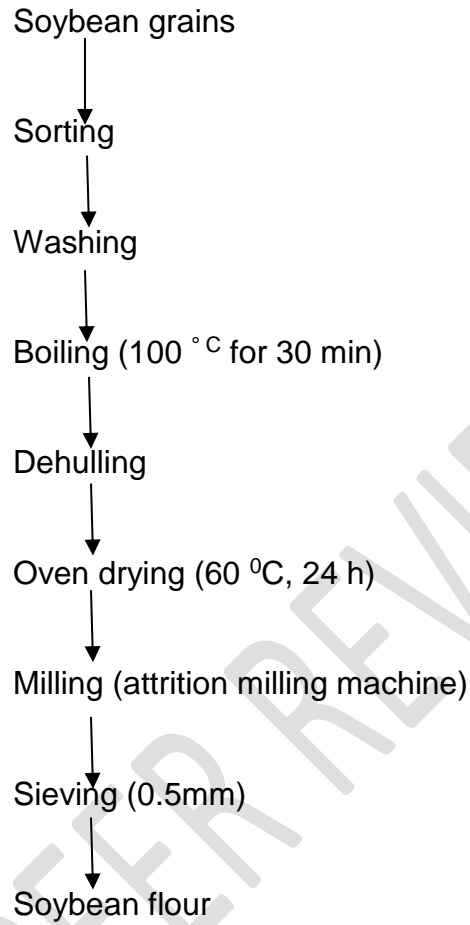 Soybean grains
Sorting
Washing
Boiling (100 °C for 30 min)
Dehulling
Oven drying (60 ⁰C, 24 h)
Milling (attrition milling machine)
Sieving (0.5mm)
Soybean flour